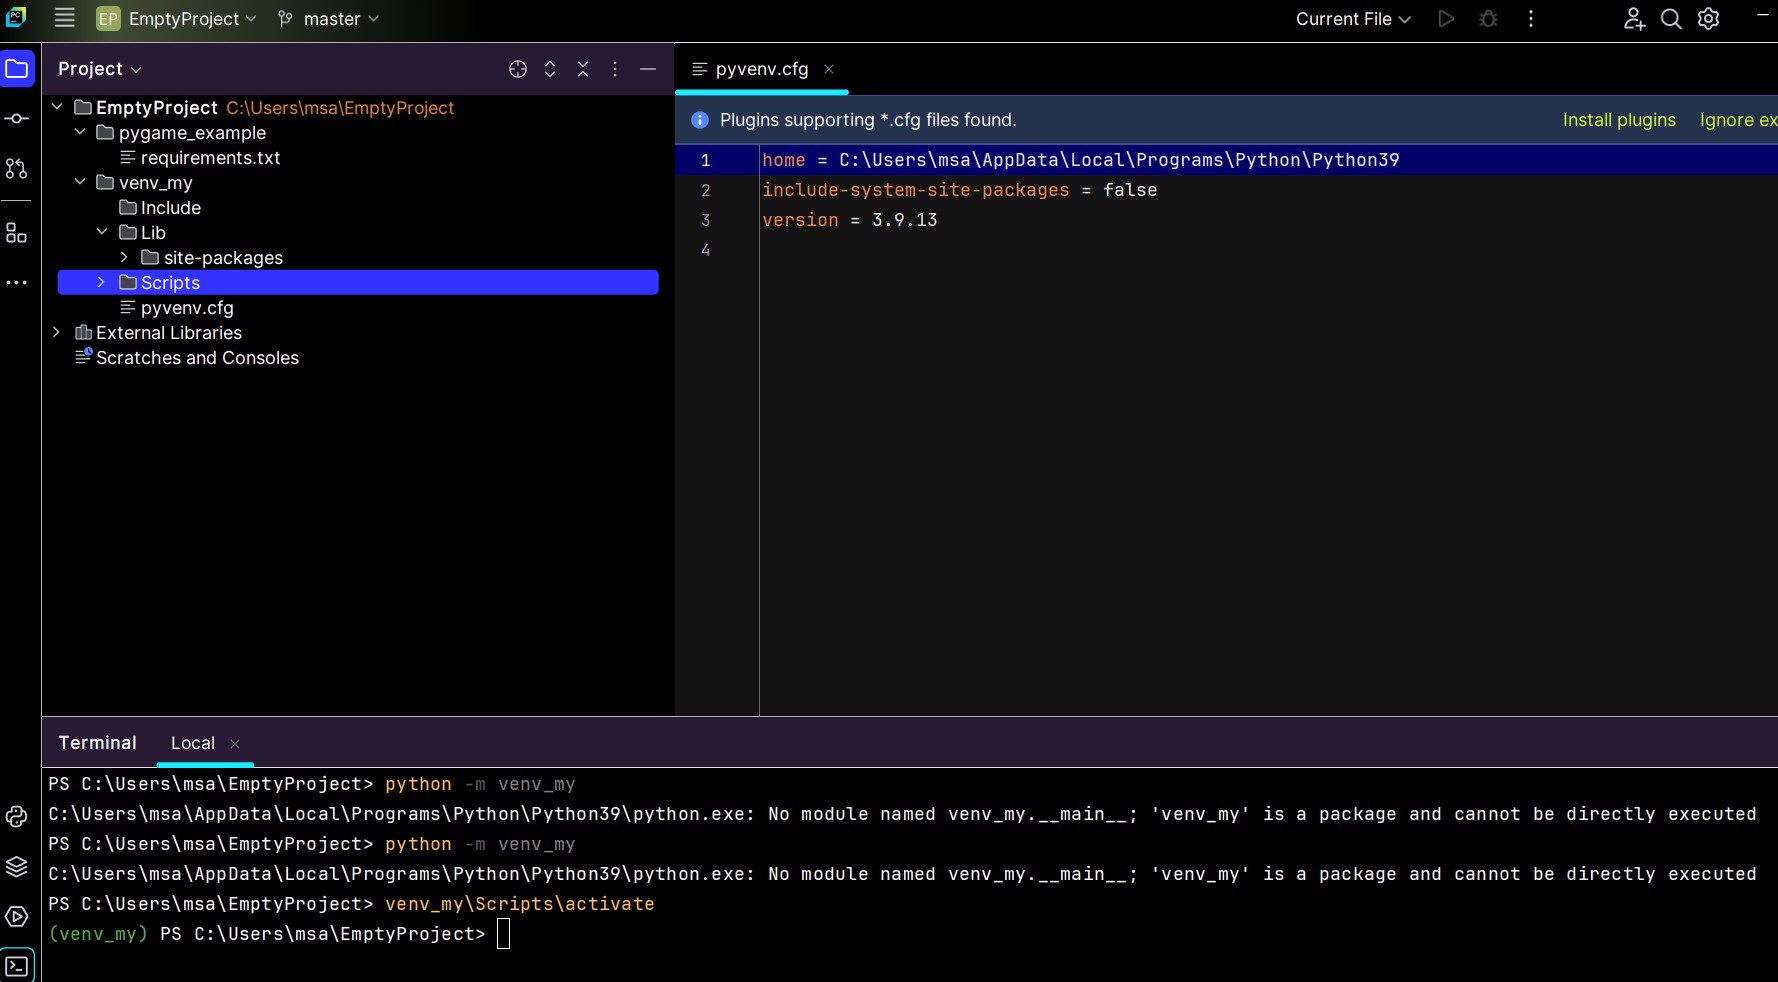 EP EmptyProject master Current File
Project
pyvenv.cfg
EmptyProject C:\Users\msa\EmptyProject
pygame_example
requirements.txt
venv_my
Include
Lib
site-packages
Scripts
pyvenv.cfg
External Libraries
Scratches and Consoles
Plugins supporting *.cfg files found. Install plugins Ignore ex
1 home = C:\Users\msa\AppData\Local\Programs\Python\Python39
2 include-system-site-packages = false
3 version = 3.9.13
4
Terminal Local
PS C:\Users\msa\EmptyProject> python -m venv_my
C:\Users\msa\AppData\Local\Programs\Python\Python39\python.exe: No module named venv_my.__main__; 'venv_my' is a package and cannot be directly executed
PS C:\Users\msa\EmptyProject> python -m venv_my
C:\Users\msa\AppData\Local\Programs\Python\Python39\python.exe: No module named venv_my.__main__; 'venv_my' is a package and cannot be directly executed
PS C:\Users\msa\EmptyProject> venv_my\Scripts\activate
(venv_my) PS C:\Users\msa\EmptyProject>